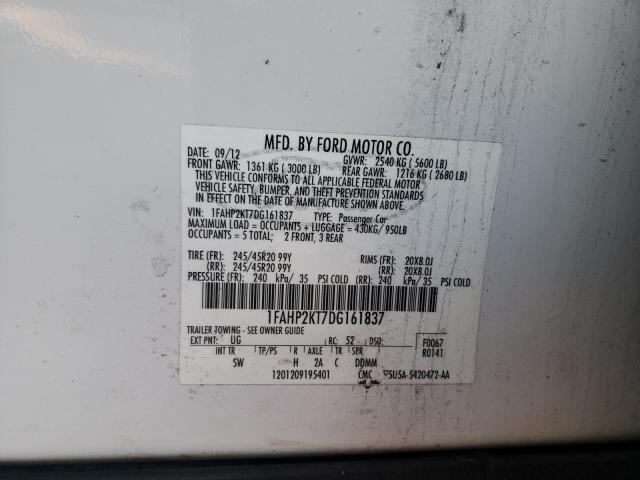 MFD. BY FORD MOTOR CO.
DATE: 09/12 GVWR: 2540 KG ( 5600 LB)
FRONT GAWR: 1361 KG ( 3000 LB) REAR GAWR: 1216 KG ( 2680 LB)
THIS VEHICLE CONFORMS TO ALL APPLICABLE FEDERAL MOTOR
VEHICLE SAFETY, BUMPER, AND THEFT PREVENTION STANDARDS
IN EFFECT ON THE DATE OF MANUFACTURE SHOWN ABOVE.
VIN: 1FAHP2KT7DG161837 TYPE: Passenger Car
MAXIMUM LOAD = OCCUPANTS + LUGGAGE = 430KG/ 950LB
OCCUPANTS = 5 TOTAL; 2 FRONT, 3 REAR
TIRE (FR): 245/45R20 99Y RIMS (FR): 20X8.0J
(RR): 245/45R20 99Y (RR): 20X8.0J
PRESSURE (FR): 240 kPa/ 35 PSI COLD (RR): 240 kPa/ 35 PSI COLD
1FAHP2KT7DG161837
TRAILER TOWING - SEE OWNER GUIDE
EXT PNT: UG RC: 52 DSO: F0067
INT TR TP/PS R AXLE TR SPR R0141
SW H 2A C DDMM
1201209195401 CMC 5U5A-5420472-AA